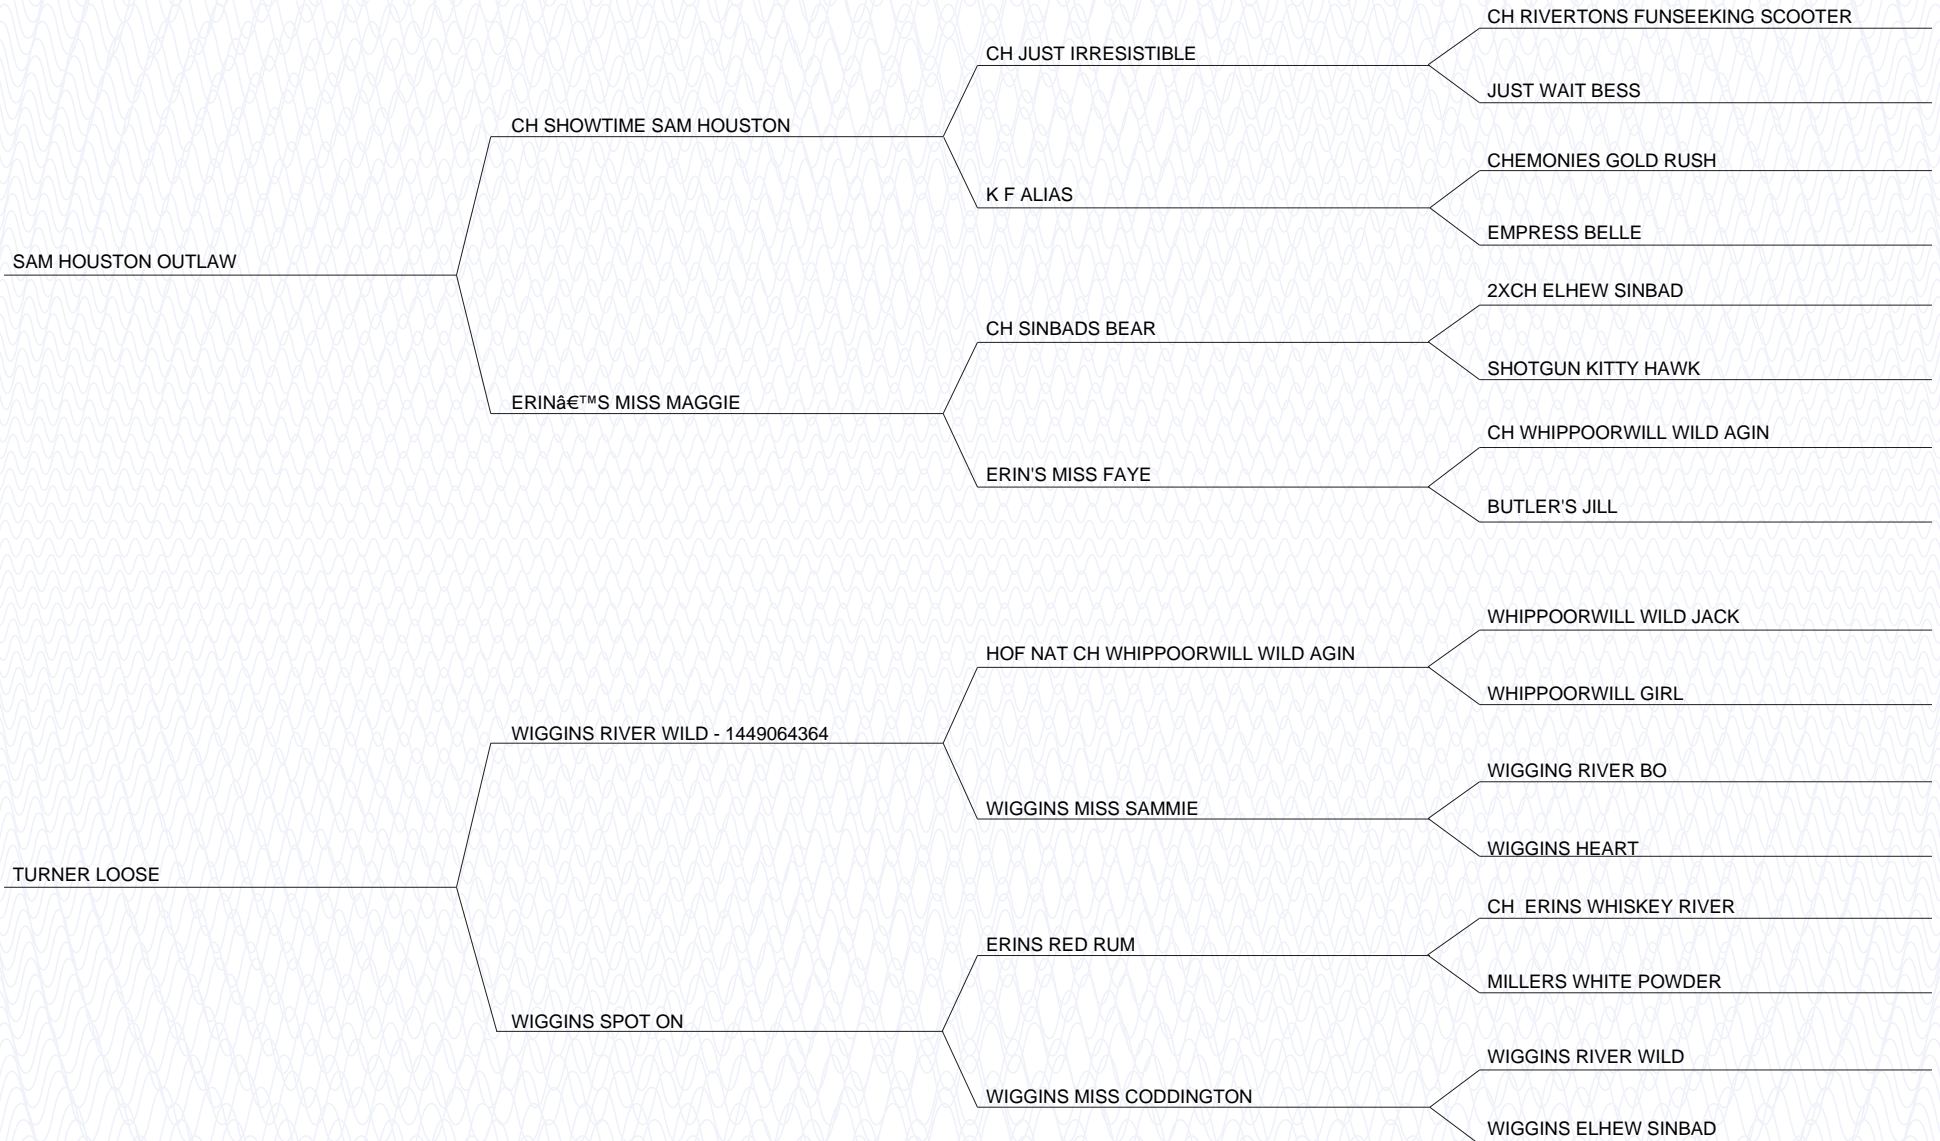 CH RIVERTONS FUNSEEKING SCOOTER
CH JUST IRRESISTIBLE
JUST WAIT BESS
CH SHOWTIME SAM HOUSTON
CHEMONIES GOLD RUSH
K F ALIAS
EMPRESS BELLE
SAM HOUSTON OUTLAW
2XCH ELHEW SINBAD
CH SINBADS BEAR
SHOTGUN KITTY HAWK
ERIN’S MISS MAGGIE
CH WHIPPOORWILL WILD AGIN
ERIN'S MISS FAYE
BUTLER'S JILL
WHIPPOORWILL WILD JACK
HOF NAT CH WHIPPOORWILL WILD AGIN
WHIPPOORWILL GIRL
WIGGINS RIVER WILD - 1449064364
WIGGING RIVER BO
WIGGINS MISS SAMMIE
WIGGINS HEART
TURNER LOOSE
CH  ERINS WHISKEY RIVER
ERINS RED RUM
MILLERS WHITE POWDER
WIGGINS SPOT ON
WIGGINS RIVER WILD
WIGGINS MISS CODDINGTON
WIGGINS ELHEW SINBAD